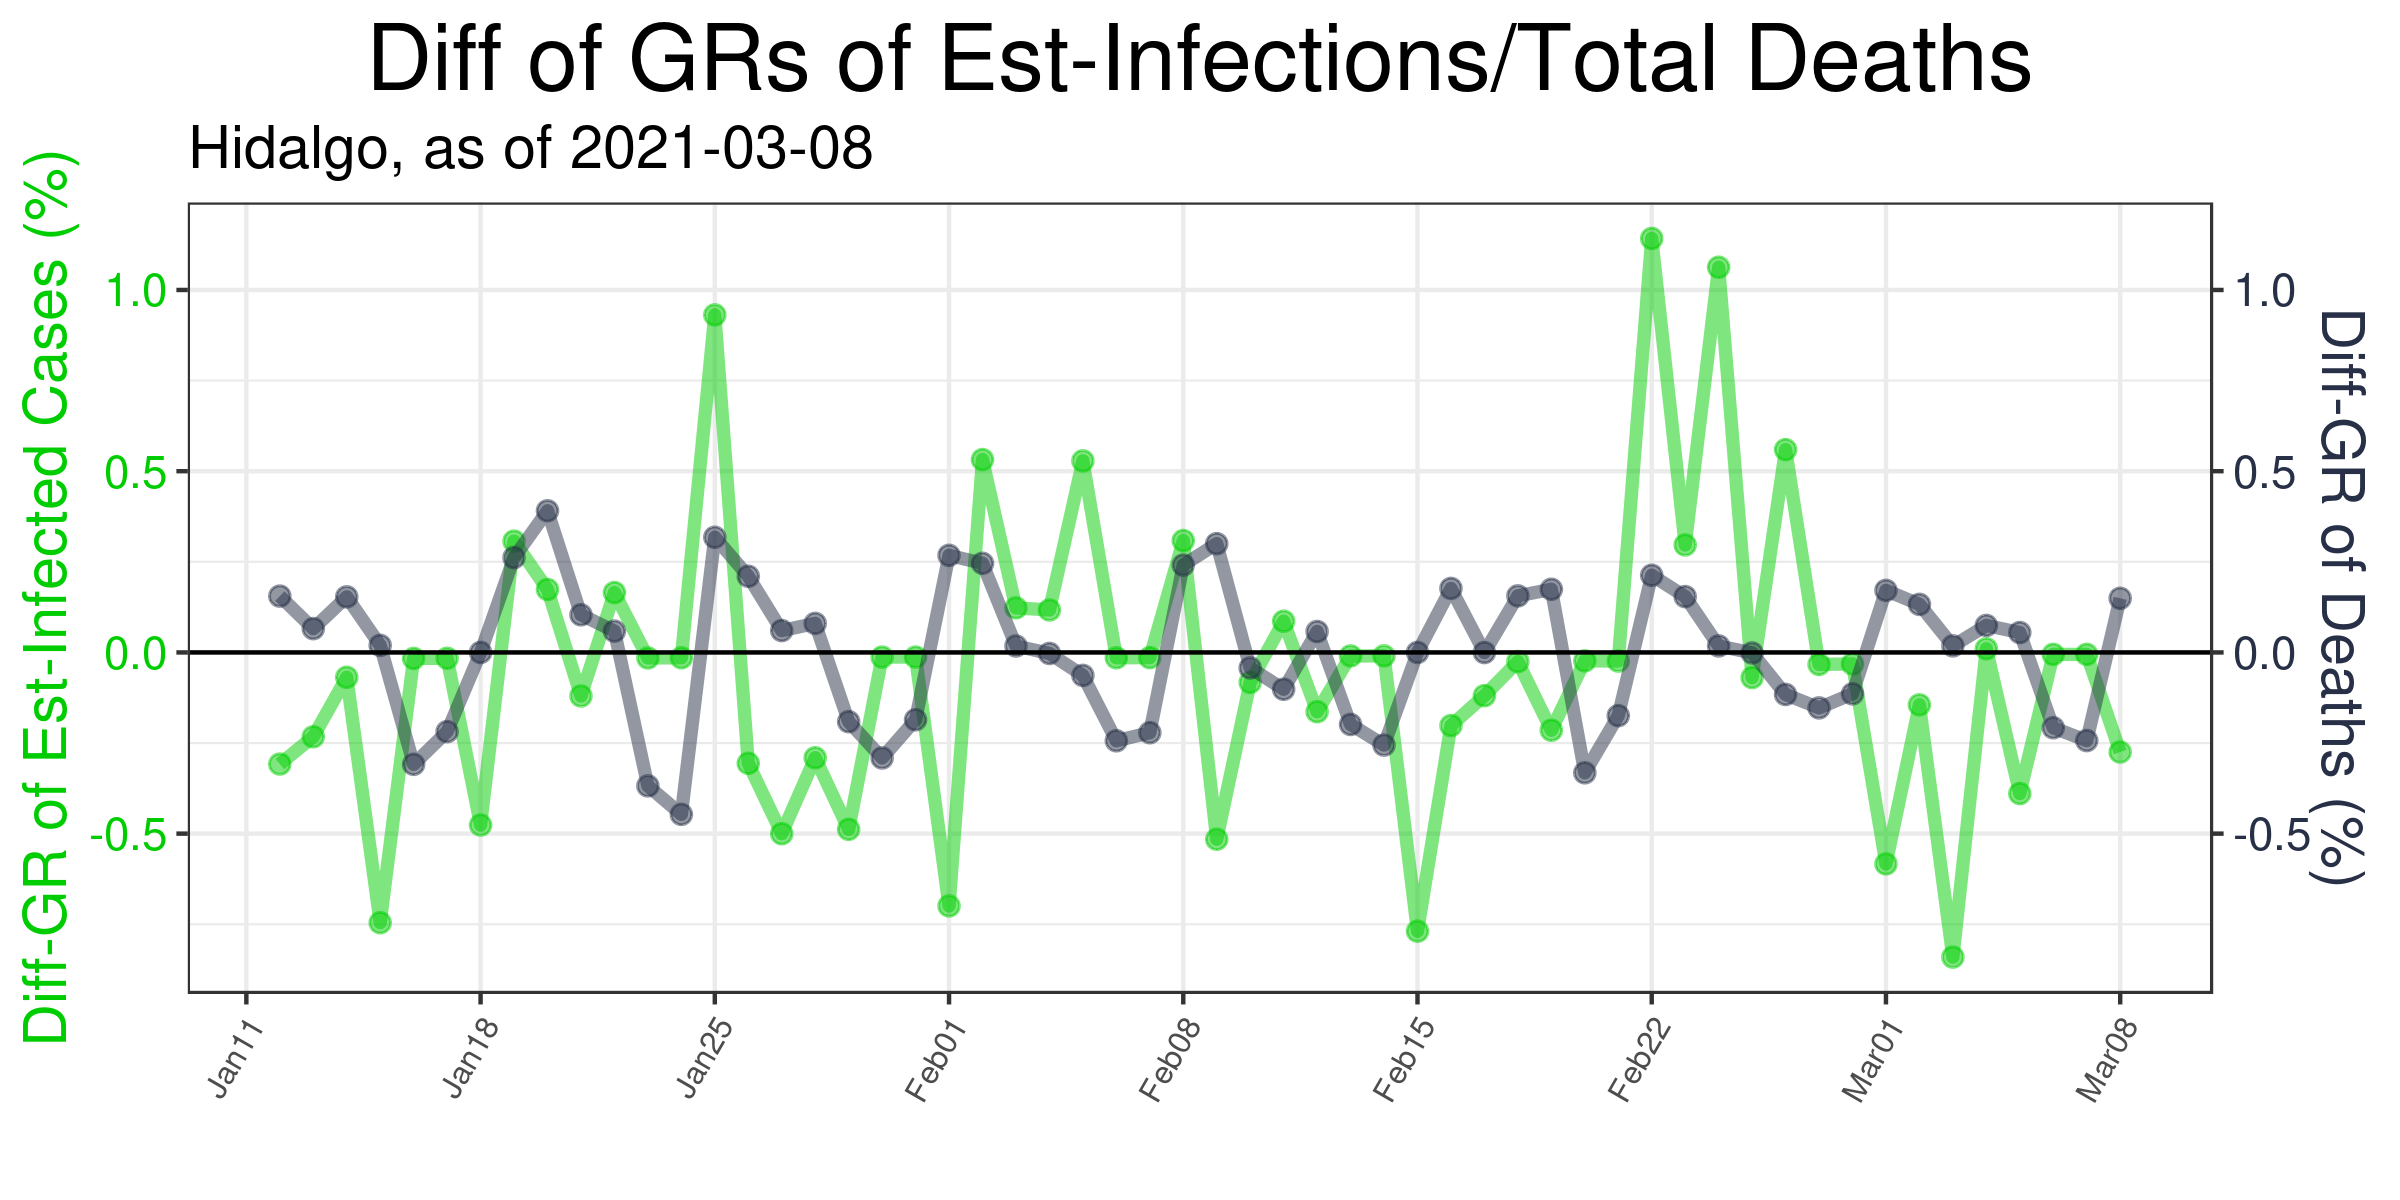 Diff of GRs of Est-Infections/Total Deaths
Hidalgo, as of 2021-03-08
Diff-GR of Est-Infected Cases (%)
1.0
0.5
0.0
-0.5
1.0
0.5
0.0
-0.5
Diff-GR of Deaths (%)
Jan11
Jan18
Jan25
Feb01
Feb08
Feb15
Feb22
Mar01
Mar08